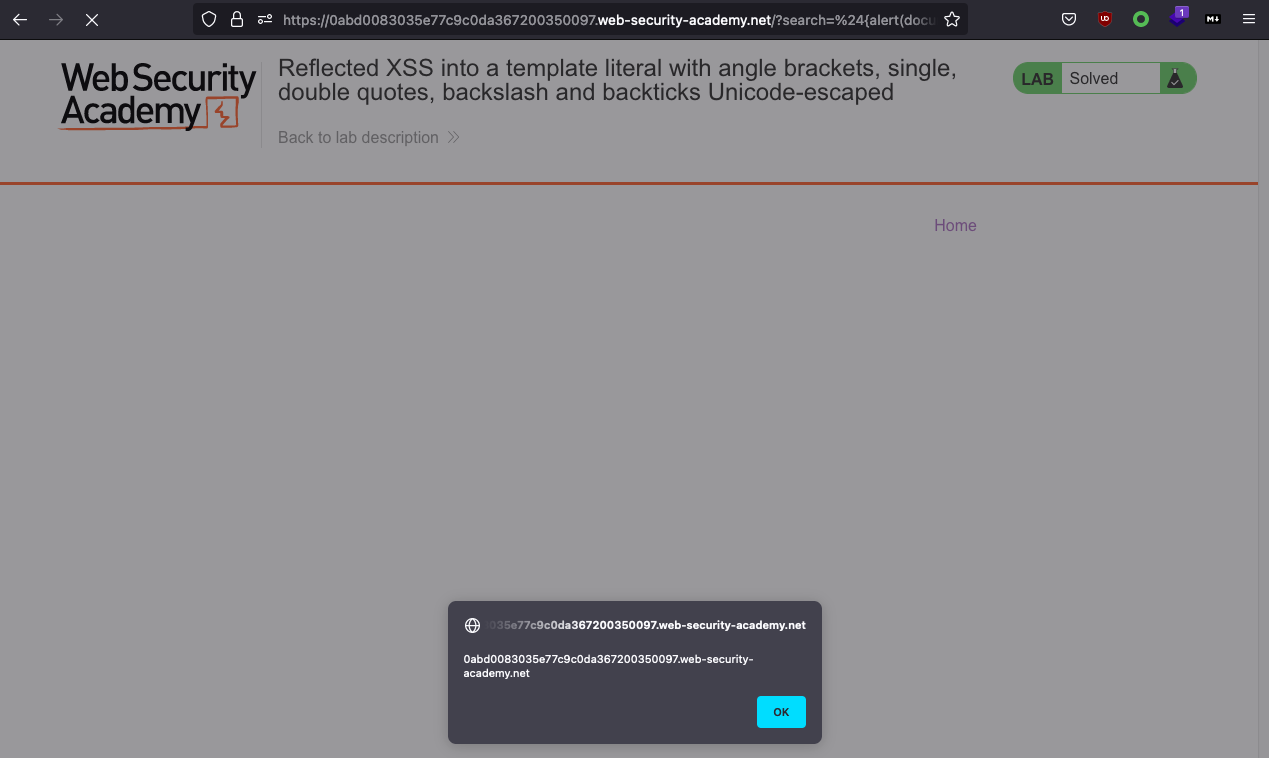 https://0abd0083035e77c9c0da367200350097.web-security-academy.net/?search=%24{alert(docu
UD
1
M↓
WebSecurity
Academy
Reflected XSS into a template literal with angle brackets, single,
double quotes, backslash and backticks Unicode-escaped
Back to lab description
LAB Solved
Home
035e77c9c0da367200350097.web-security-academy.net
0abd0083035e77c9c0da367200350097.web-security-
academy.net
OK